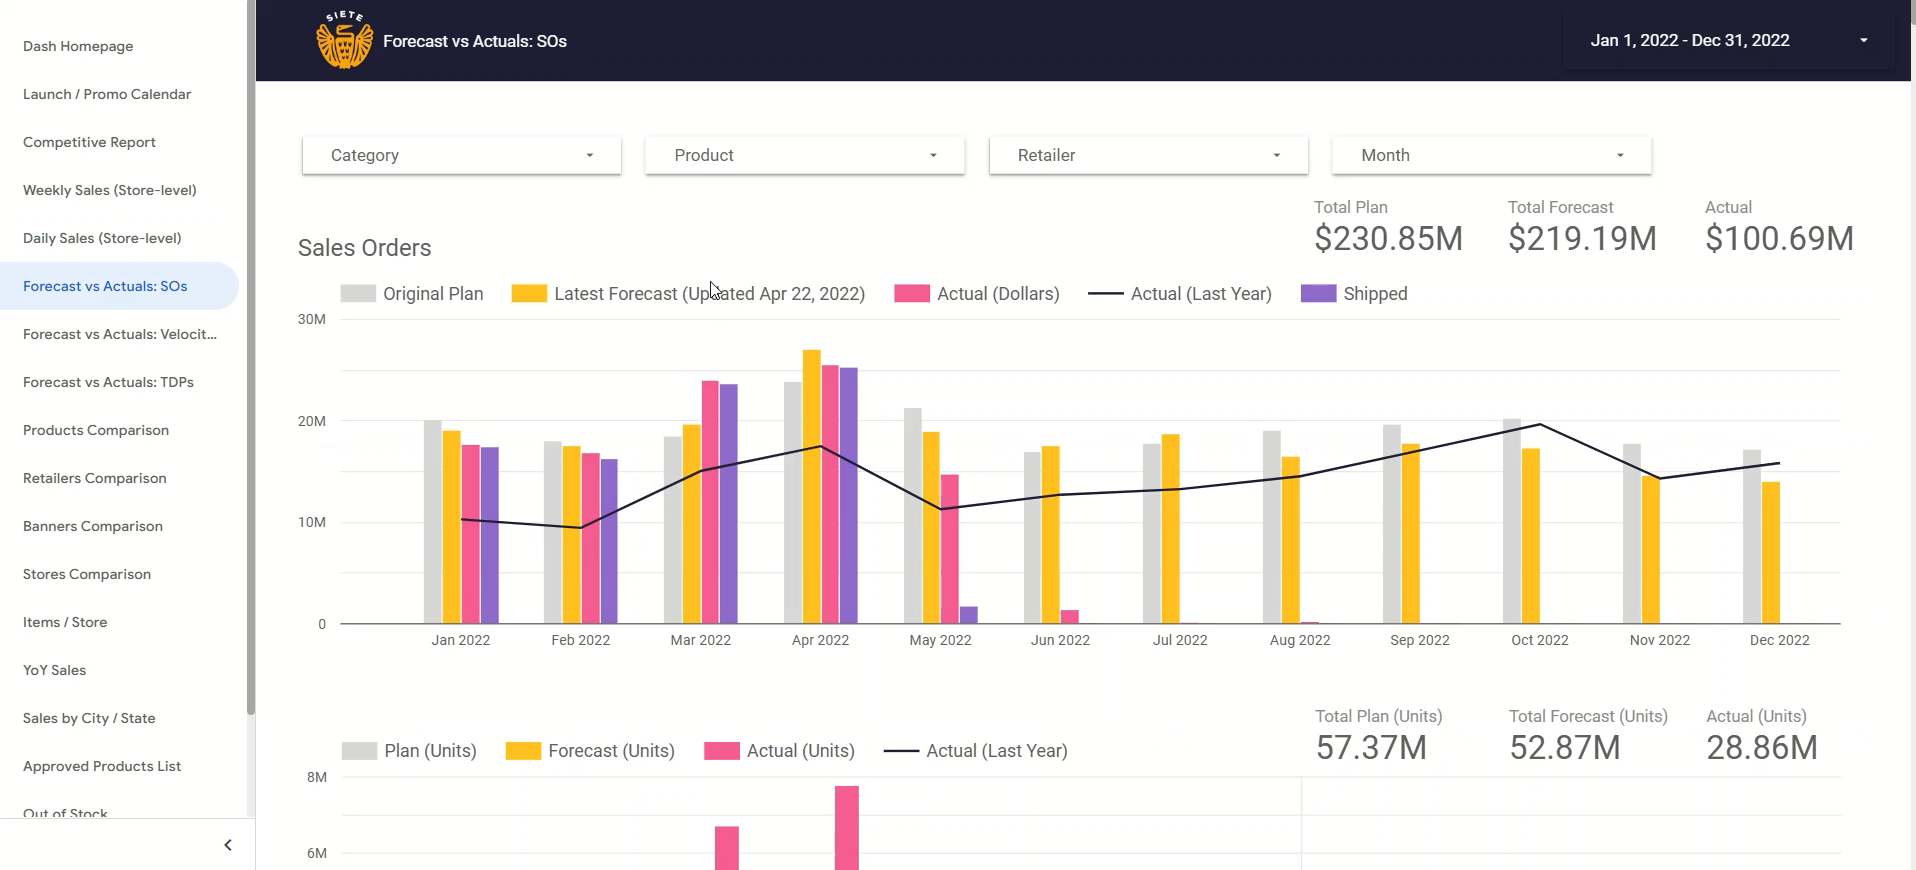 Dash Homepage
Launch / Promo Calendar
Competitive Report
Weekly Sales (Store-level)
Daily Sales (Store-level)
Forecast vs Actuals: SOs
Forecast vs Actuals: Velocit...
Forecast vs Actuals: TDPs
Products Comparison
Retailers Comparison
Banners Comparison
Stores Comparison
Items / Store
YoY Sales
Sales by City / State
Approved Products List
Out of Stock
SIETE
Forecast vs Actuals: SOs
Jan 1, 2022 - Dec 31, 2022
Category Product Retailer Month
Total Plan Total Forecast Actual
$230.85M $219.19M $100.69M
Sales Orders
Original Plan Latest Forecast (Updated Apr 22, 2022) Actual (Dollars) Actual (Last Year) Shipped
30M
20M
10M
0
Jan 2022 Feb 2022 Mar 2022 Apr 2022 May 2022 Jun 2022 Jul 2022 Aug 2022 Sep 2022 Oct 2022 Nov 2022 Dec 2022
Total Plan (Units) Total Forecast (Units) Actual (Units)
57.37M 52.87M 28.86M
Plan (Units) Forecast (Units) Actual (Units) Actual (Last Year)
8M
6M